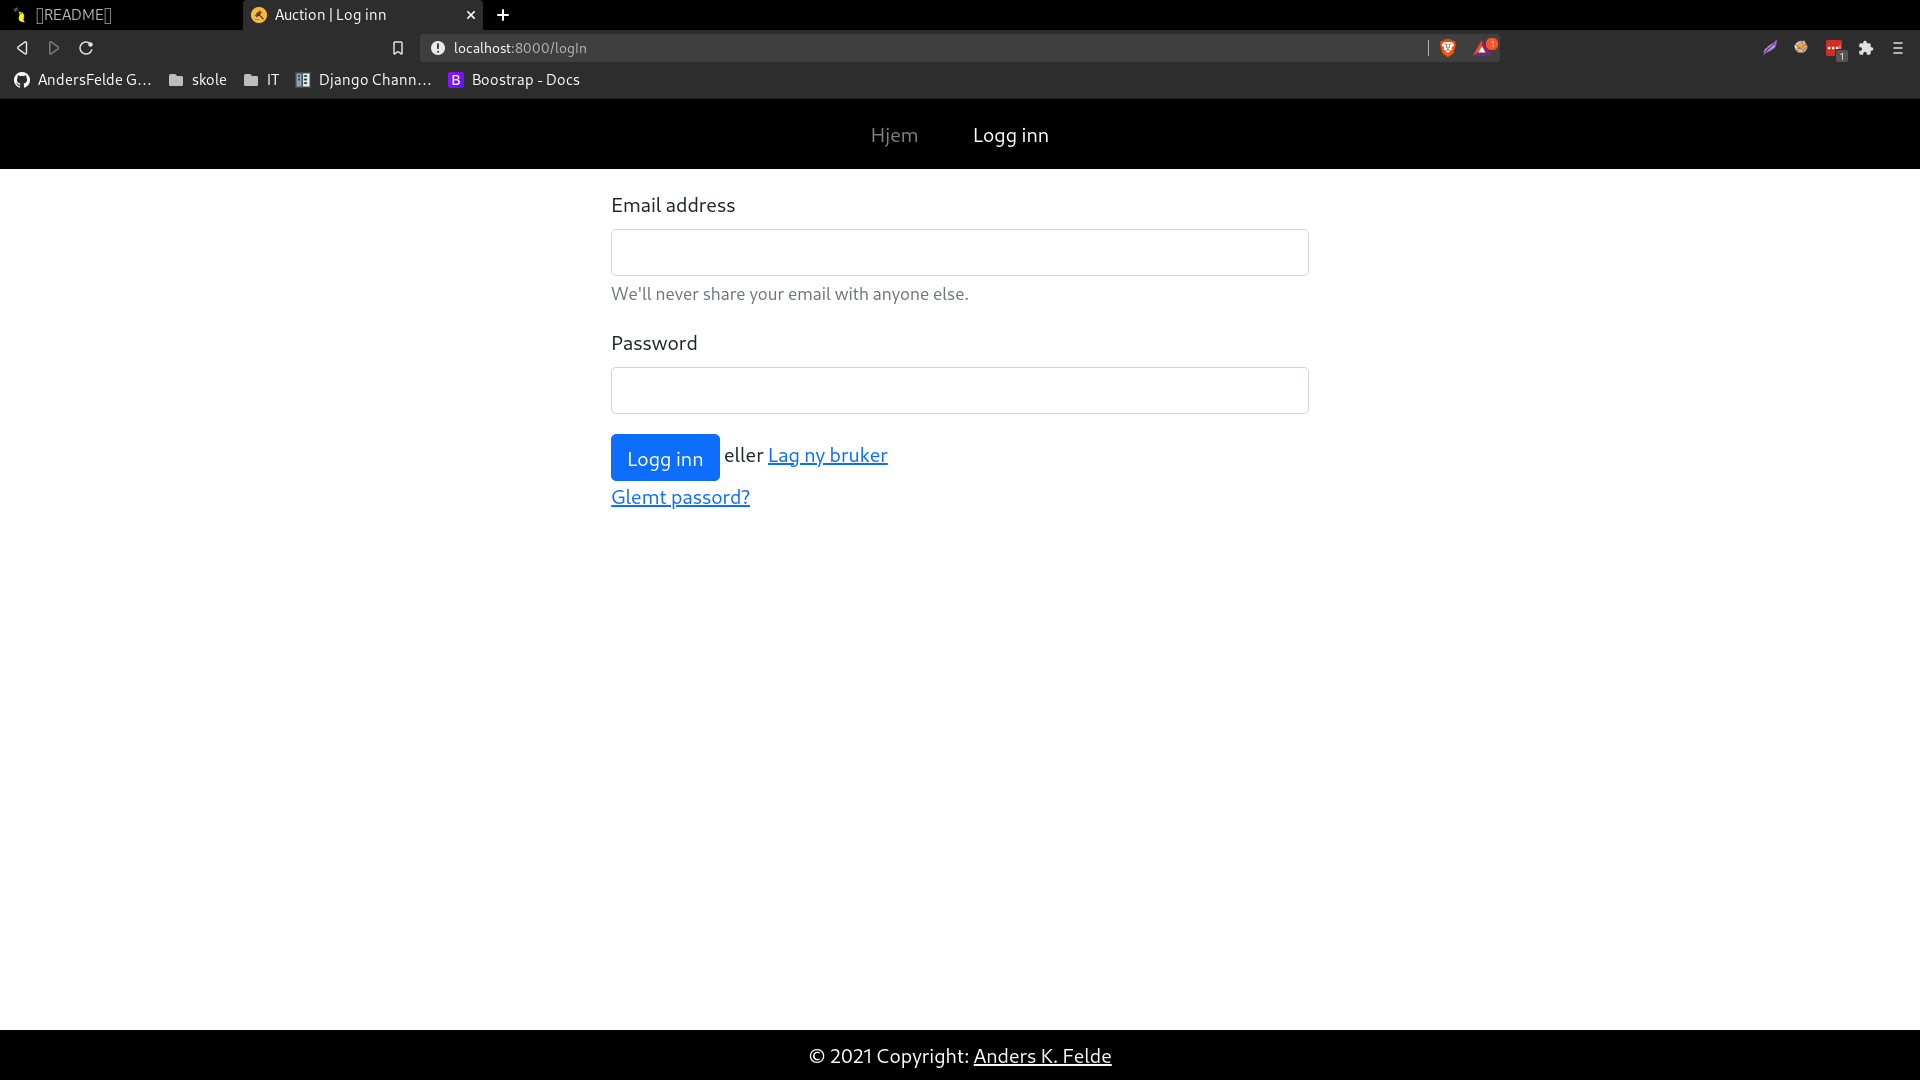 []README[]
Auction | Log inn
localhost:8000/logIn
1
1
AndersFelde G...
skole
IT
Django Chann...
B Boostrap - Docs
Hjem
Logg inn
Email address
We'll never share your email with anyone else.
Password
Logg inn eller Lag ny bruker
Glemt passord?
© 2021 Copyright: Anders K. Felde